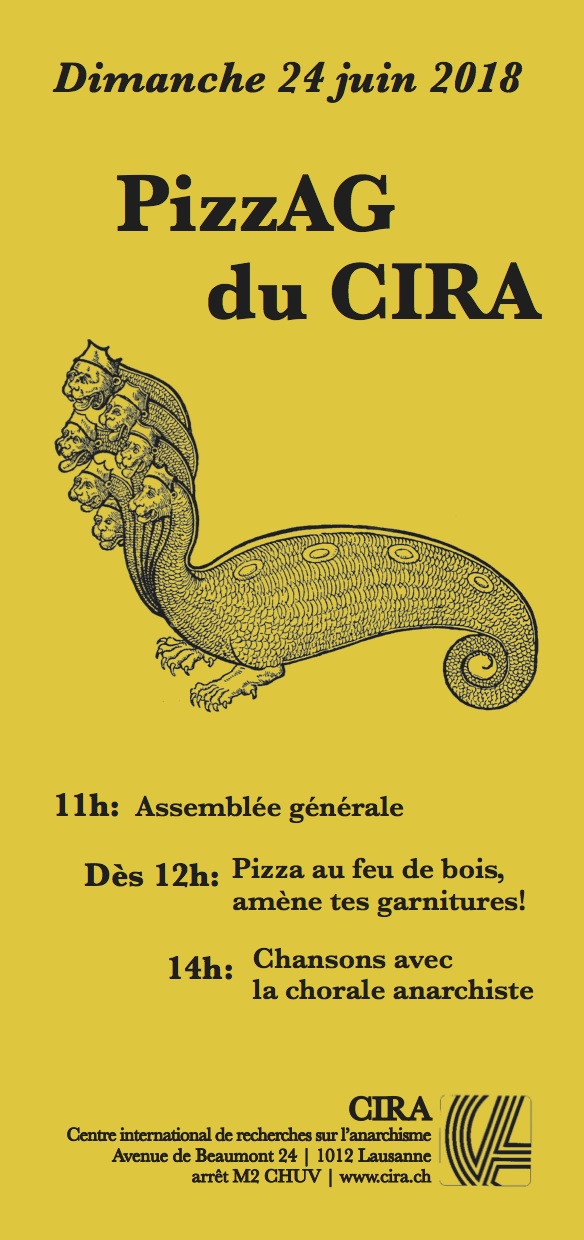 Dimanche 24 juin 2018
PizzAG
du CIRA
11h: Assemblée générale
Dès 12h: Pizza au feu de bois,
amène tes garnitures!
14h: Chansons avec
la chorale anarchiste
CIRA
Centre international de recherches sur l'anarchisme
Avenue de Beaumont 24 | 1012 Lausanne
arrêt M2 CHUV | www.cira.ch